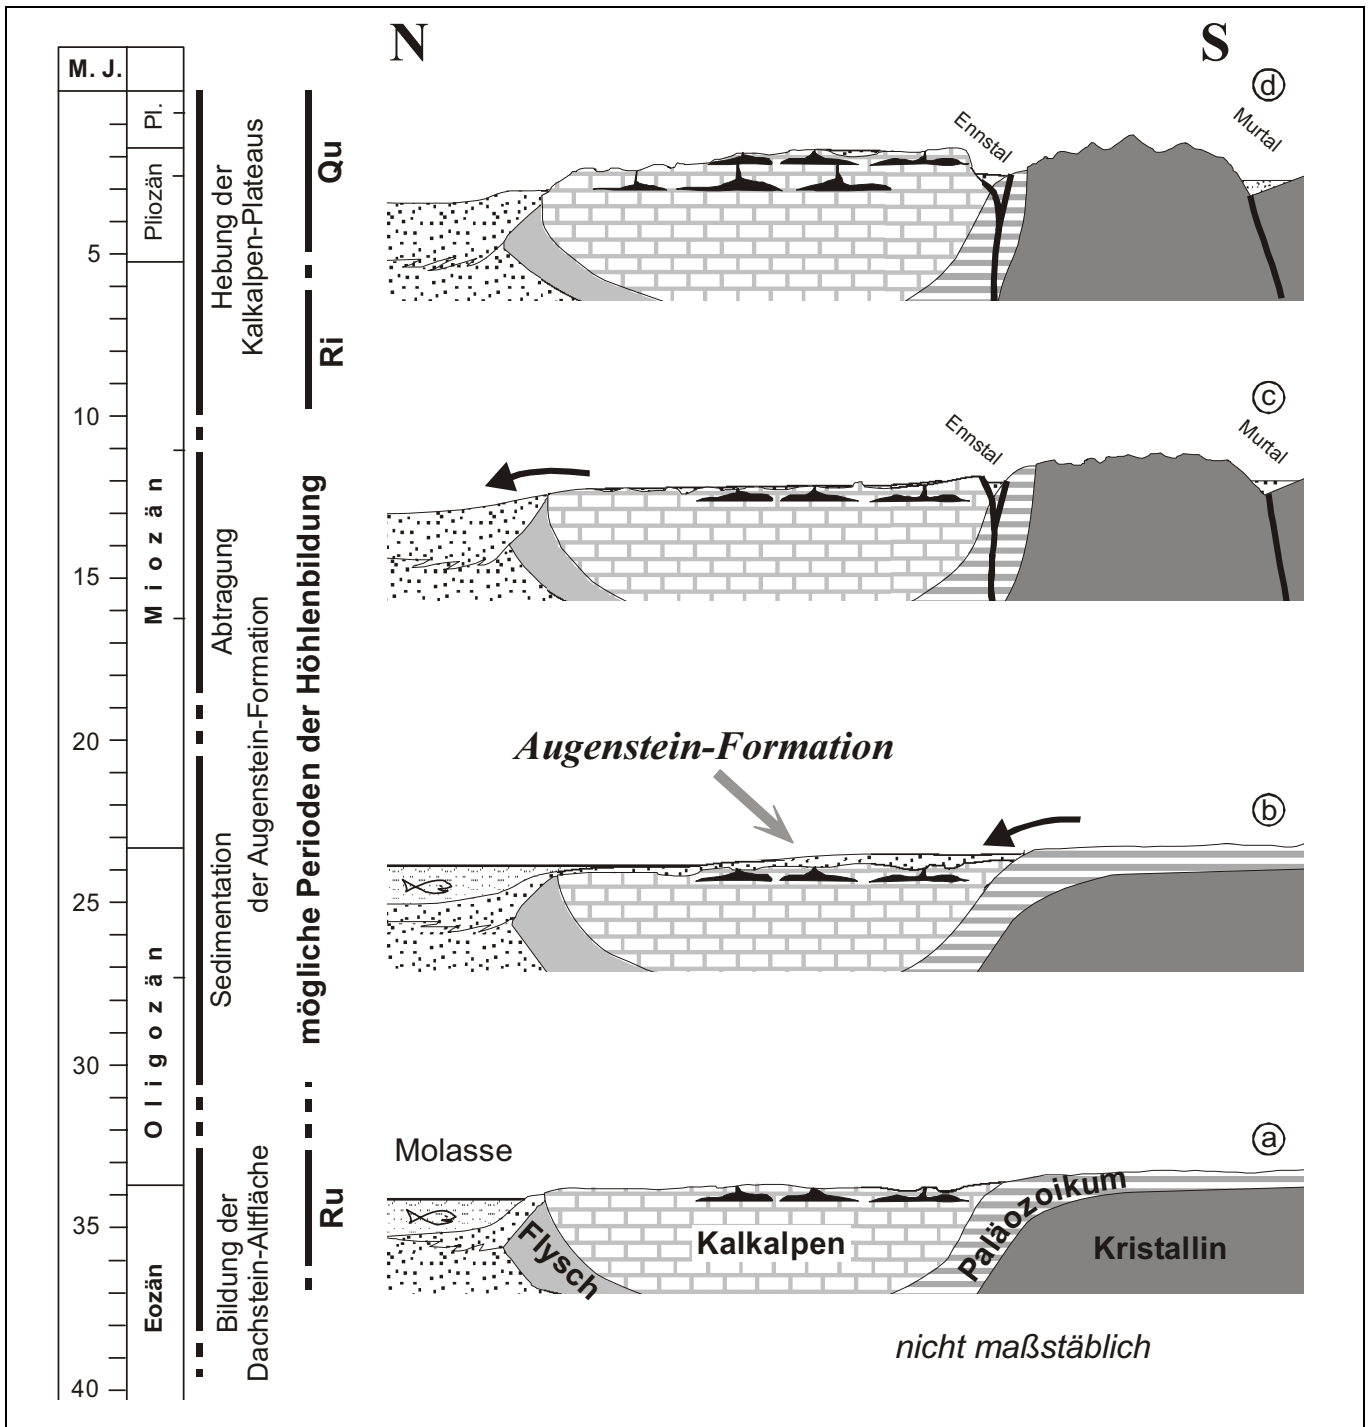 N
S
M. J.
Pl.
Pliozän
Miozän
Oligozän
Eozän
5
10
15
20
25
30
35
40
Hebung der
Kalkalpen-Plateaus
Abtragung
Sedimentation
der Augenstein-Formation
Bildung der
Dachstein-Altfläche
Qu
Ri
mögliche Perioden der Höhlenbildung
Ru
d
Ennstal
Murtal
c
Ennstal
Murtal
Augenstein-Formation
b
Molasse
a
Flysch
Kalkalpen
Paläozoikum
Kristallin
nicht maßstäblich